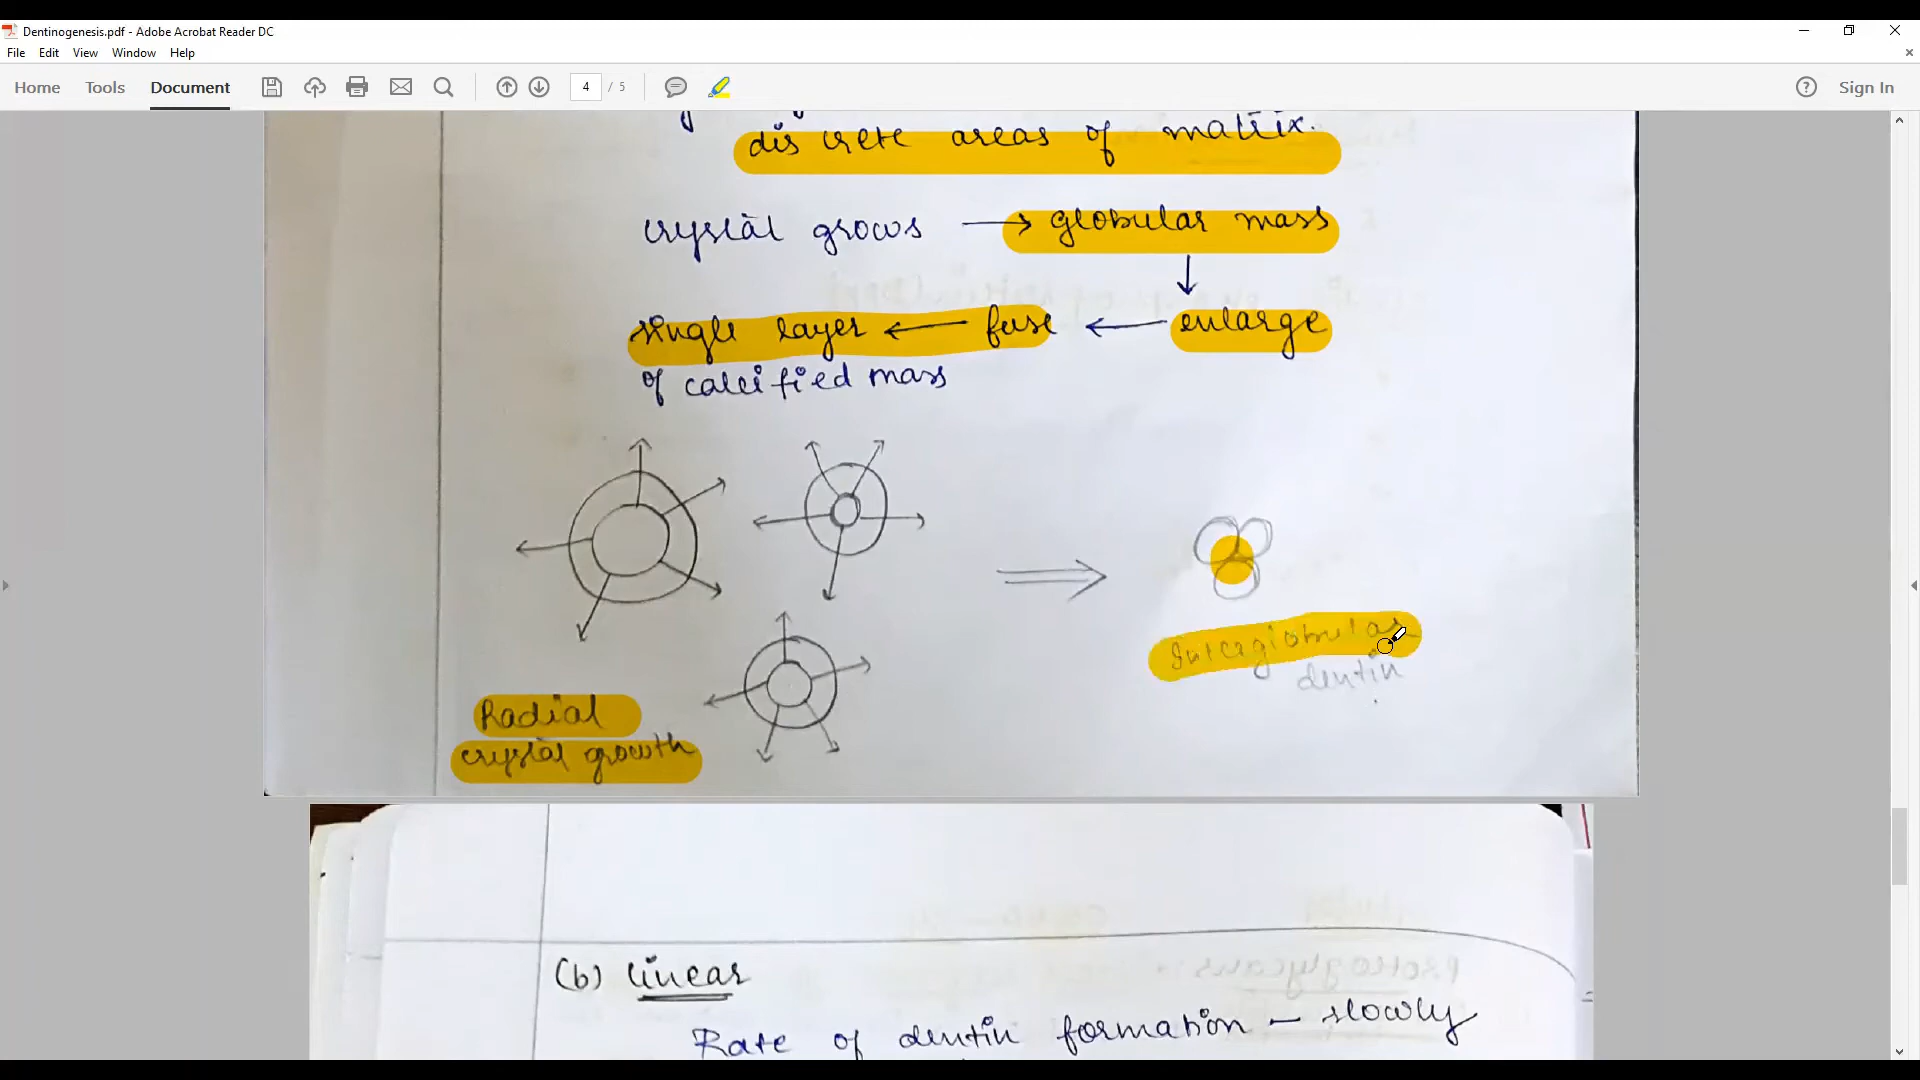 Dentinogenesis.pdf - Adobe Acrobat Reader DC
File Edit View Window Help
Home Tools Document 4 / 5 Sign In
discrete areas of matrix.
crystal grows → globular mass
↓
single layer ← fuse ← enlarge
of calcified mass
Interglobular
dentin
Radial
crystal growth
(b) linear
Rate of dentin formation – slowly